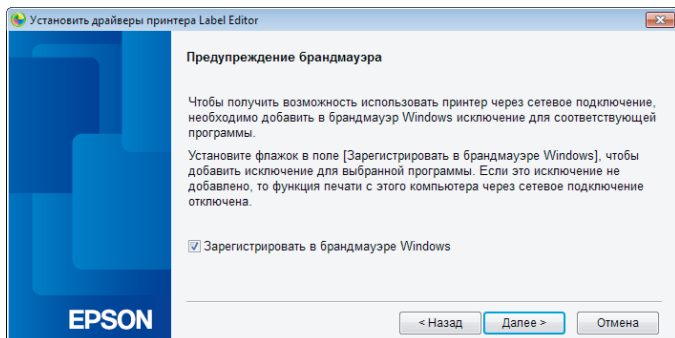 Установить драйверы принтера Label Editor
Предупреждение брандмауэра
Чтобы получить возможность использовать принтер через сетевое подключение,
необходимо добавить в брандмауэр Windows исключение для соответствующей
программы.
Установите флажок в поле [Зарегистрировать в брандмауэре Windows], чтобы
добавить исключение для выбранной программы. Если это исключение не
добавлено, то функция печати с этого компьютера через сетевое подключение
отключена.
Зарегистрировать в брандмауэре Windows
EPSON
< Назад
Далее >
Отмена